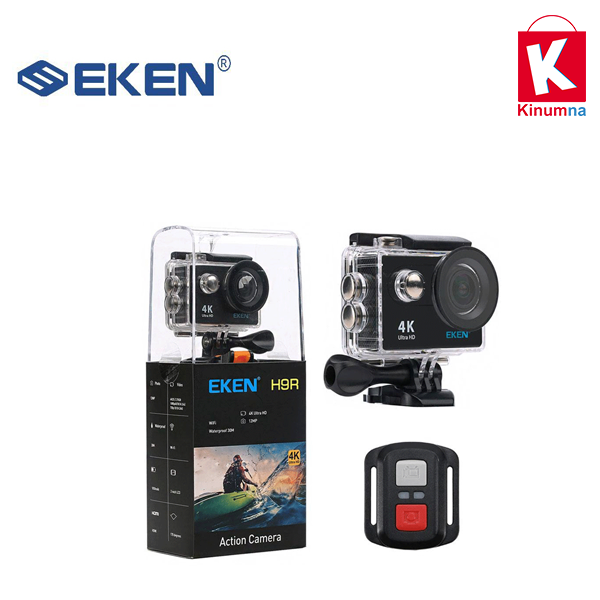 EKEN®
K
Kinumna
4K
Ultra HD
4K
Ultra HD
EKEN
EKEN® H9R
4K Ultra HD
WiFi
12MP
Waterproof 30M
4K
Action Camera